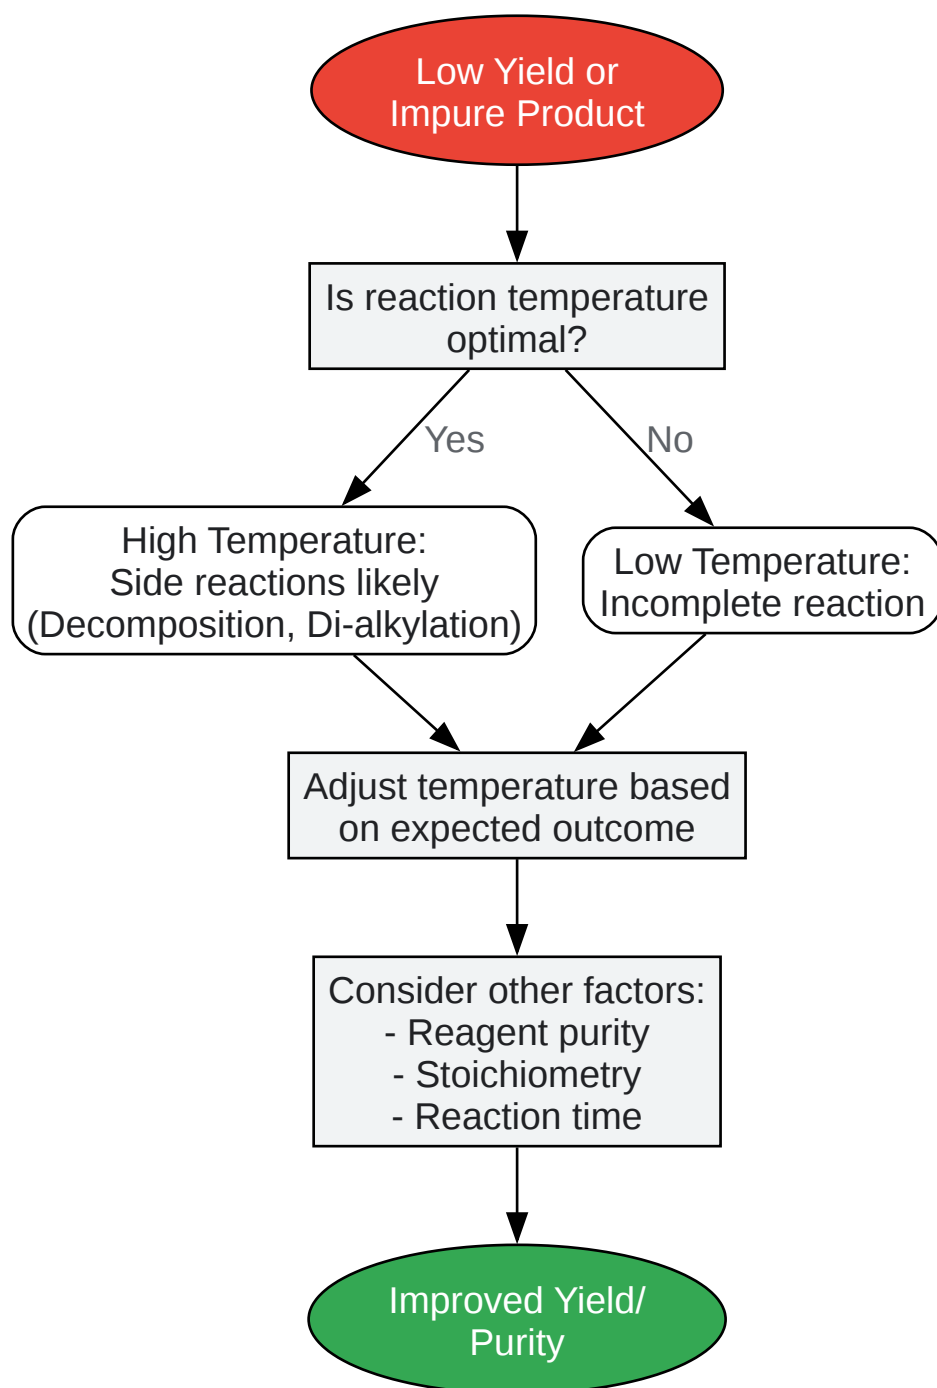 Low Yield or
Impure Product
Is reaction temperature
optimal?
Yes
No
High Temperature:
Side reactions likely
(Decomposition, Di-alkylation)
Low Temperature:
Incomplete reaction
Adjust temperature based
on expected outcome
Consider other factors:
- Reagent purity
- Stoichiometry
- Reaction time
Improved Yield/
Purity